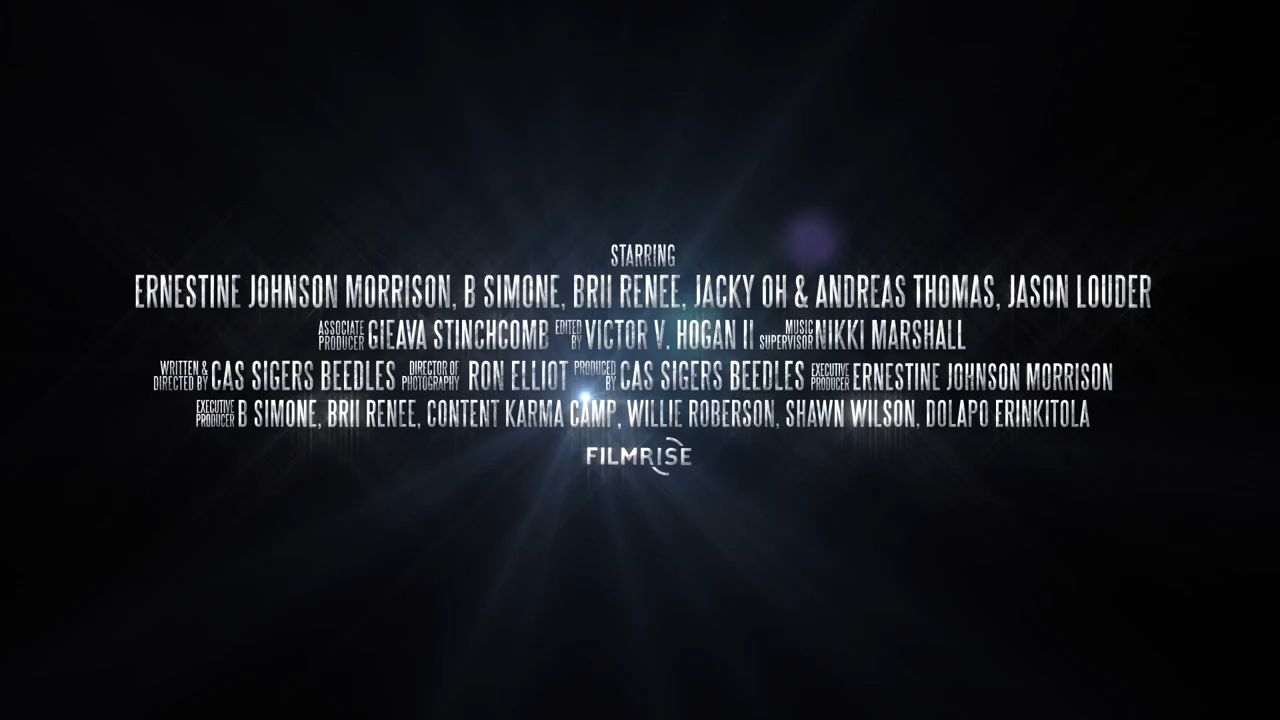 STARRING
ERNESTINE JOHNSON MORRISON, B SIMONE, BRII RENEE, JACKY OH & ANDREAS THOMAS, JASON LOUDER
ASSOCIATE PRODUCER GIEAVA STINCHCOMB EDITED BY VICTOR V. HOGAN II MUSIC SUPERVISOR NIKKI MARSHALL
WRITTEN & DIRECTED BY CAS SIGERS BEEDLES DIRECTOR OF PHOTOGRAPHY RON ELLIOT PRODUCED BY CAS SIGERS BEEDLES EXECUTIVE PRODUCER ERNESTINE JOHNSON MORRISON
EXECUTIVE PRODUCER B SIMONE, BRII RENEE, CONTENT KARMA CAMP, WILLIE ROBERSON, SHAWN WILSON, DOLAPO ERINKITOLA
FILMRISE